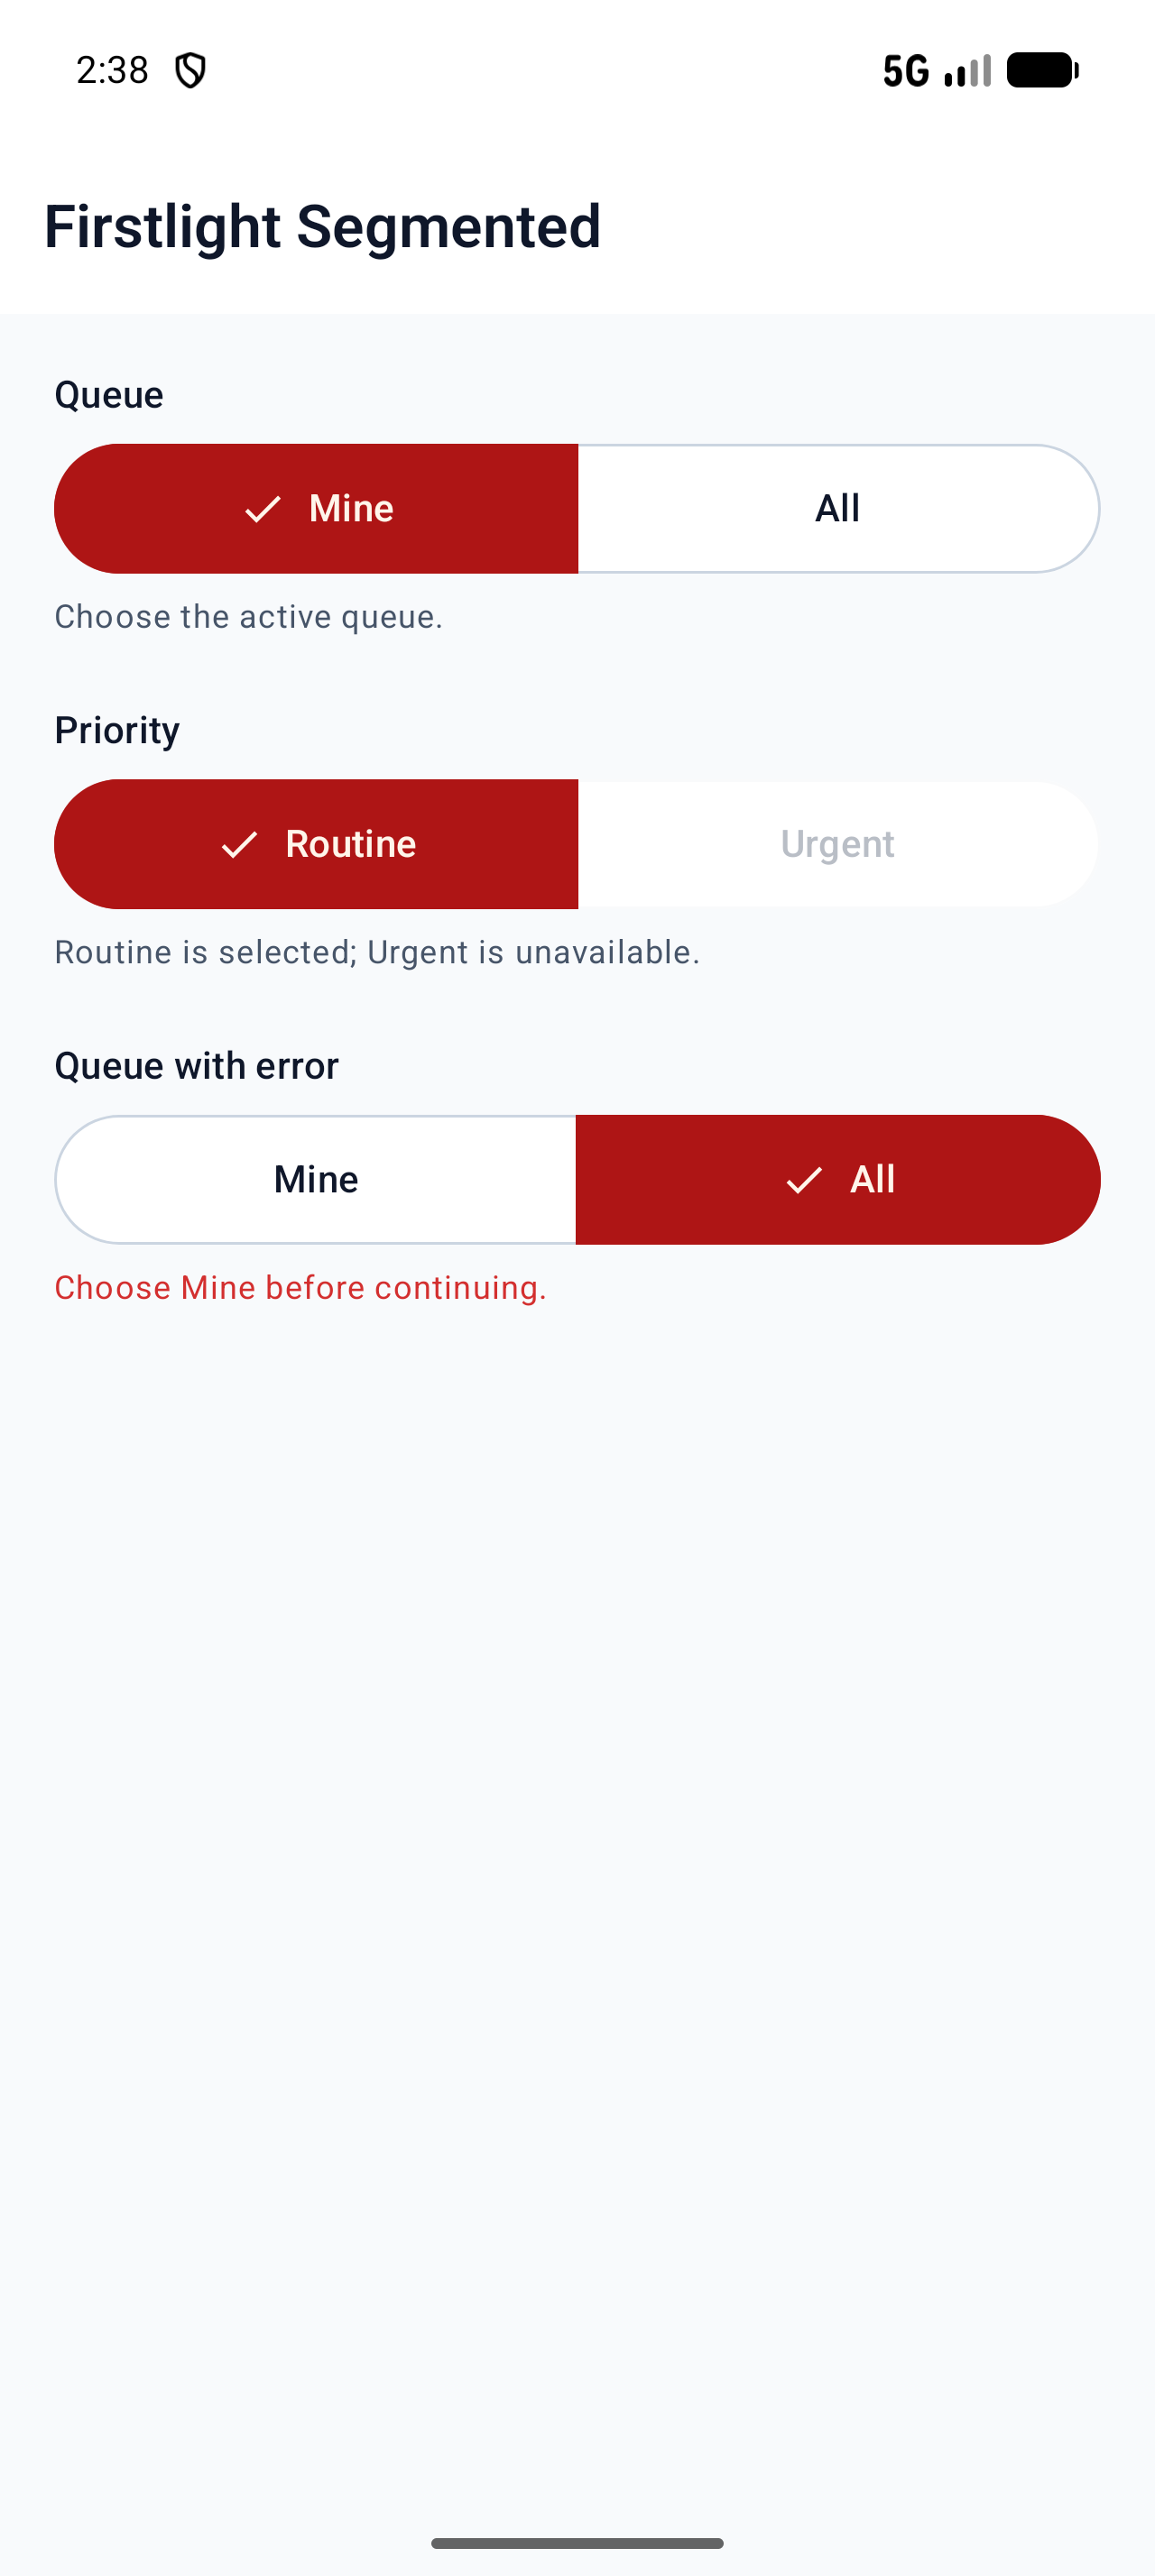 2:38
5G
Firstlight Segmented
Queue
Mine
All
Choose the active queue.
Priority
Routine
Urgent
Routine is selected; Urgent is unavailable.
Queue with error
Mine
All
Choose Mine before continuing.